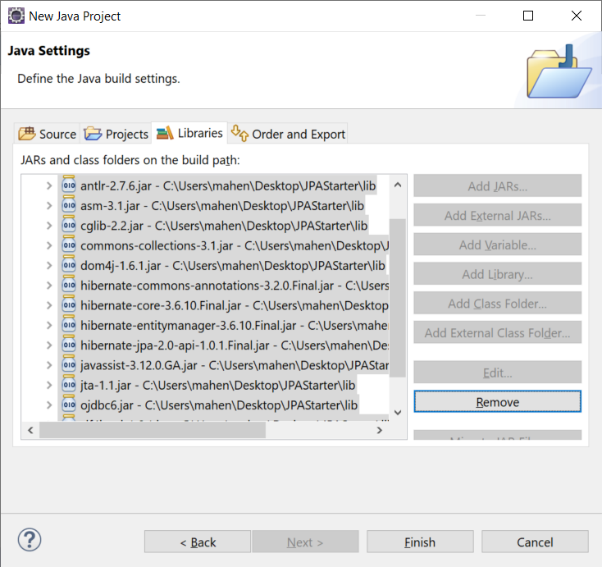 New Java Project
Java Settings
Define the Java build settings.
Source Projects Libraries Order and Export
JARs and class folders on the build path:
antlr-2.7.6.jar - C:\Users\mahen\Desktop\JPAStarter\lib
asm-3.1.jar - C:\Users\mahen\Desktop\JPAStarter\lib
cglib-2.2.jar - C:\Users\mahen\Desktop\JPAStarter\lib
commons-collections-3.1.jar - C:\Users\mahen\Desktop\J
dom4j-1.6.1.jar - C:\Users\mahen\Desktop\JPAStarter\lib
hibernate-commons-annotations-3.2.0.Final.jar - C:\User
hibernate-core-3.6.10.Final.jar - C:\Users\mahen\Desktop
hibernate-entitymanager-3.6.10.Final.jar - C:\Users\mahe
hibernate-jpa-2.0-api-1.0.1.Final.jar - C:\Users\mahen\De
javassist-3.12.0.GA.jar - C:\Users\mahen\Desktop\JPAStar
jta-1.1.jar - C:\Users\mahen\Desktop\JPAStarter\lib
ojdbc6.jar - C:\Users\mahen\Desktop\JPAStarter\lib
Add JARs...
Add External JARs...
Add Variable...
Add Library...
Add Class Folder...
Add External Class Folder...
Edit...
Remove
< Back Next > Finish Cancel